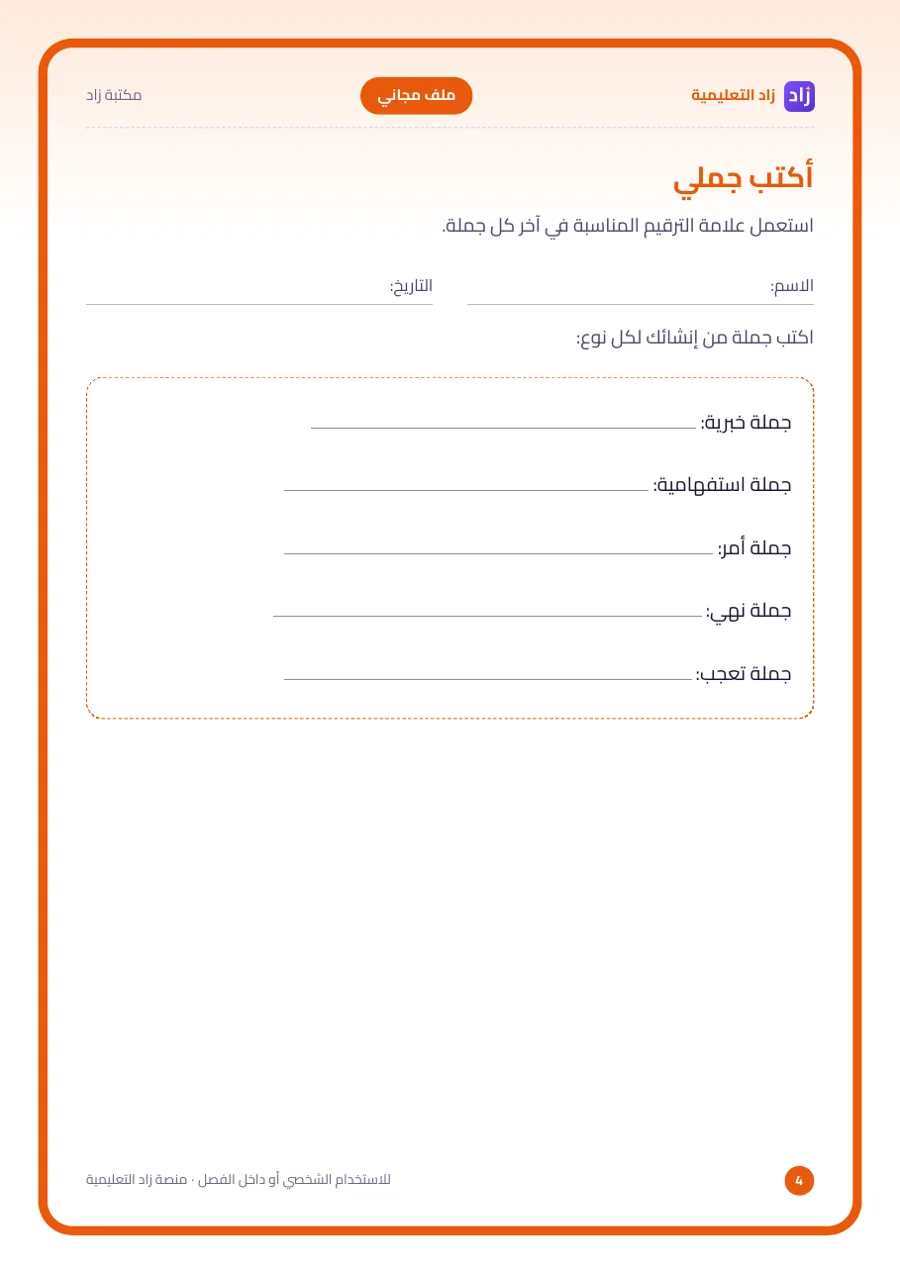 زاد زاد التعليمية
ملف مجاني
مكتبة زاد
أكتب جملي
استعمل علامة الترقيم المناسبة في آخر كل جملة.
الاسم:
التاريخ:
اكتب جملة من إنشائك لكل نوع:
جملة خبرية:
جملة استفهامية:
جملة أمر:
جملة نهي:
جملة تعجب:
4
للاستخدام الشخصي أو داخل الفصل · منصة زاد التعليمية